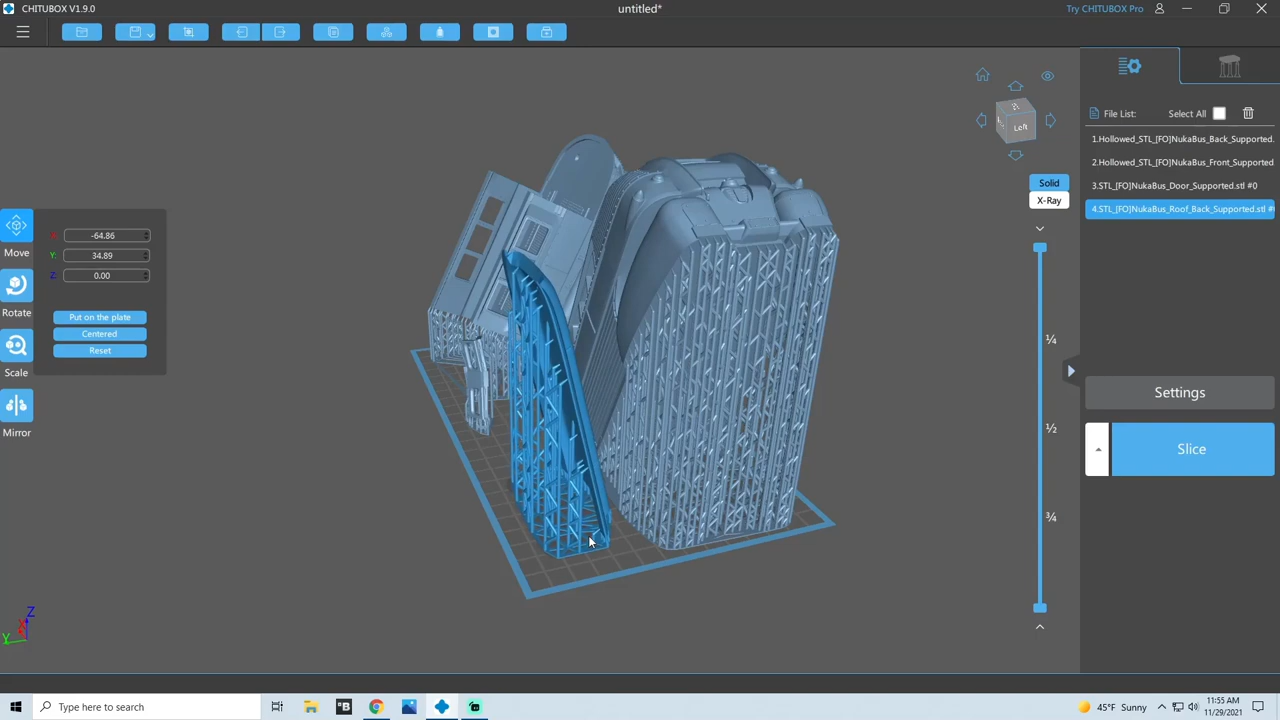 CHITUBOX V1.9.0
untitled*
Try CHITUBOX Pro
File List:
Select All
1.Hollowed_STL_[FO]NukaBus_Back_Supported.
2.Hollowed_STL_[FO]NukaBus_Front_Supported
3.STL_[FO]NukaBus_Door_Supported.stl #0
4.STL_[FO]NukaBus_Roof_Back_Supported.stl #
Left
Solid
X-Ray
Move
X: -64.86
Y: 34.89
Z: 0.00
Put on the plate
Centered
Reset
Rotate
Scale
Mirror
¼
½
¾
Settings
Slice
Z
X
Y
Type here to search
45°F Sunny
11:55 AM
11/29/2021